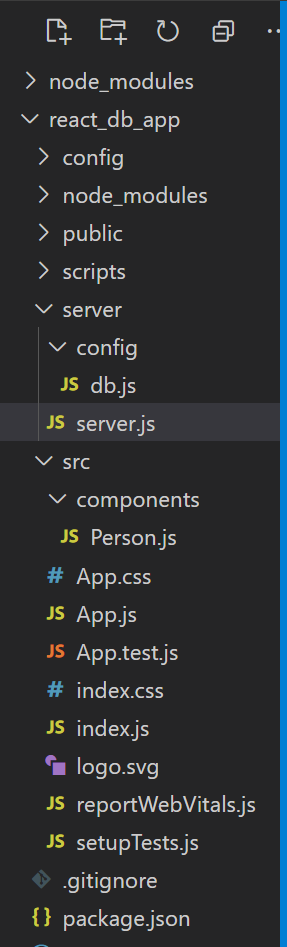 node_modules
react_db_app
config
node_modules
public
scripts
server
config
JS db.js
JS server.js
src
components
JS Person.js
# App.css
JS App.js
JS App.test.js
# index.css
JS index.js
logo.svg
JS reportWebVitals.js
JS setupTests.js
.gitignore
{} package.json